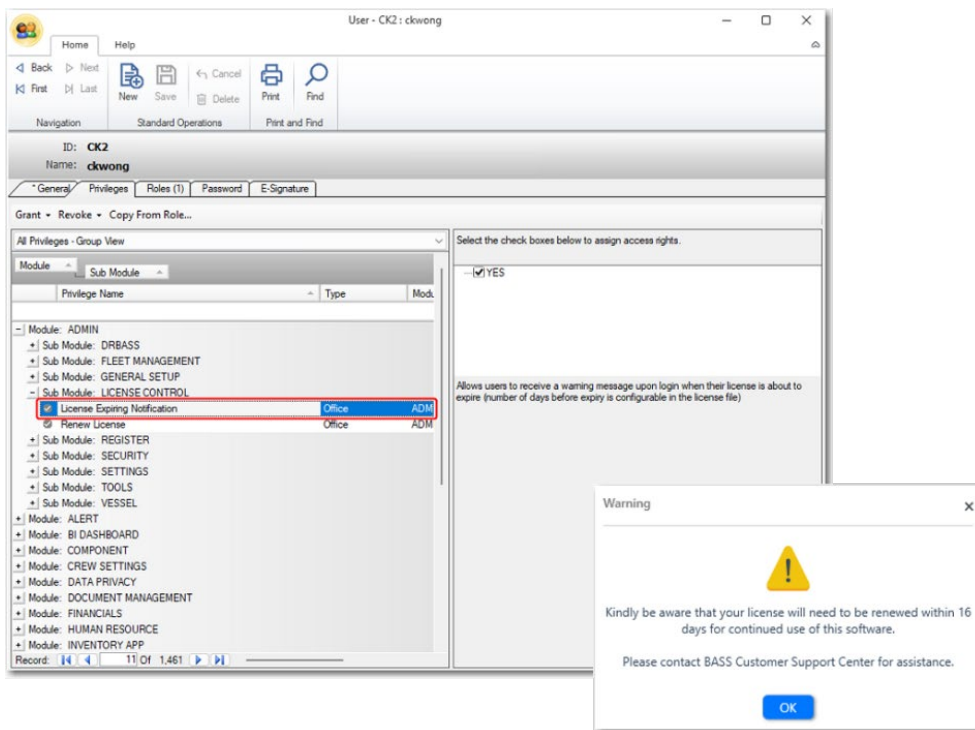 User - CK2 : ckwong
Home Help
Back Next
First Last
New Save
Cancel
Delete
Print Find
Navigation Standard Operations Print and Find
ID: CK2
Name: ckwong
* General Privileges Roles (1) Password E-Signature
Grant Revoke Copy From Role...
All Privileges - Group View
Select the check boxes below to assign access rights.
Module
Sub Module
YES
Privilege Name Type Modu
Module: ADMIN
Sub Module: DRBASS
Sub Module: FLEET MANAGEMENT
Sub Module: GENERAL SETUP
Sub Module: LICENSE CONTROL
License Expiring Notification Office ADM
Renew License Office ADM
Sub Module: REGISTER
Sub Module: SECURITY
Sub Module: SETTINGS
Sub Module: TOOLS
Sub Module: VESSEL
Module: ALERT
Module: BI DASHBOARD
Module: COMPONENT
Module: CREW SETTINGS
Module: DATA PRIVACY
Module: DOCUMENT MANAGEMENT
Module: FINANCIALS
Module: HUMAN RESOURCE
Module: INVENTORY APP
Record: 11 Of 1,461
Allows users to receive a warning message upon login when their license is about to
expire (number of days before expiry is configurable in the license file)
Warning
Kindly be aware that your license will need to be renewed within 16
days for continued use of this software.
Please contact BASS Customer Support Center for assistance.
OK